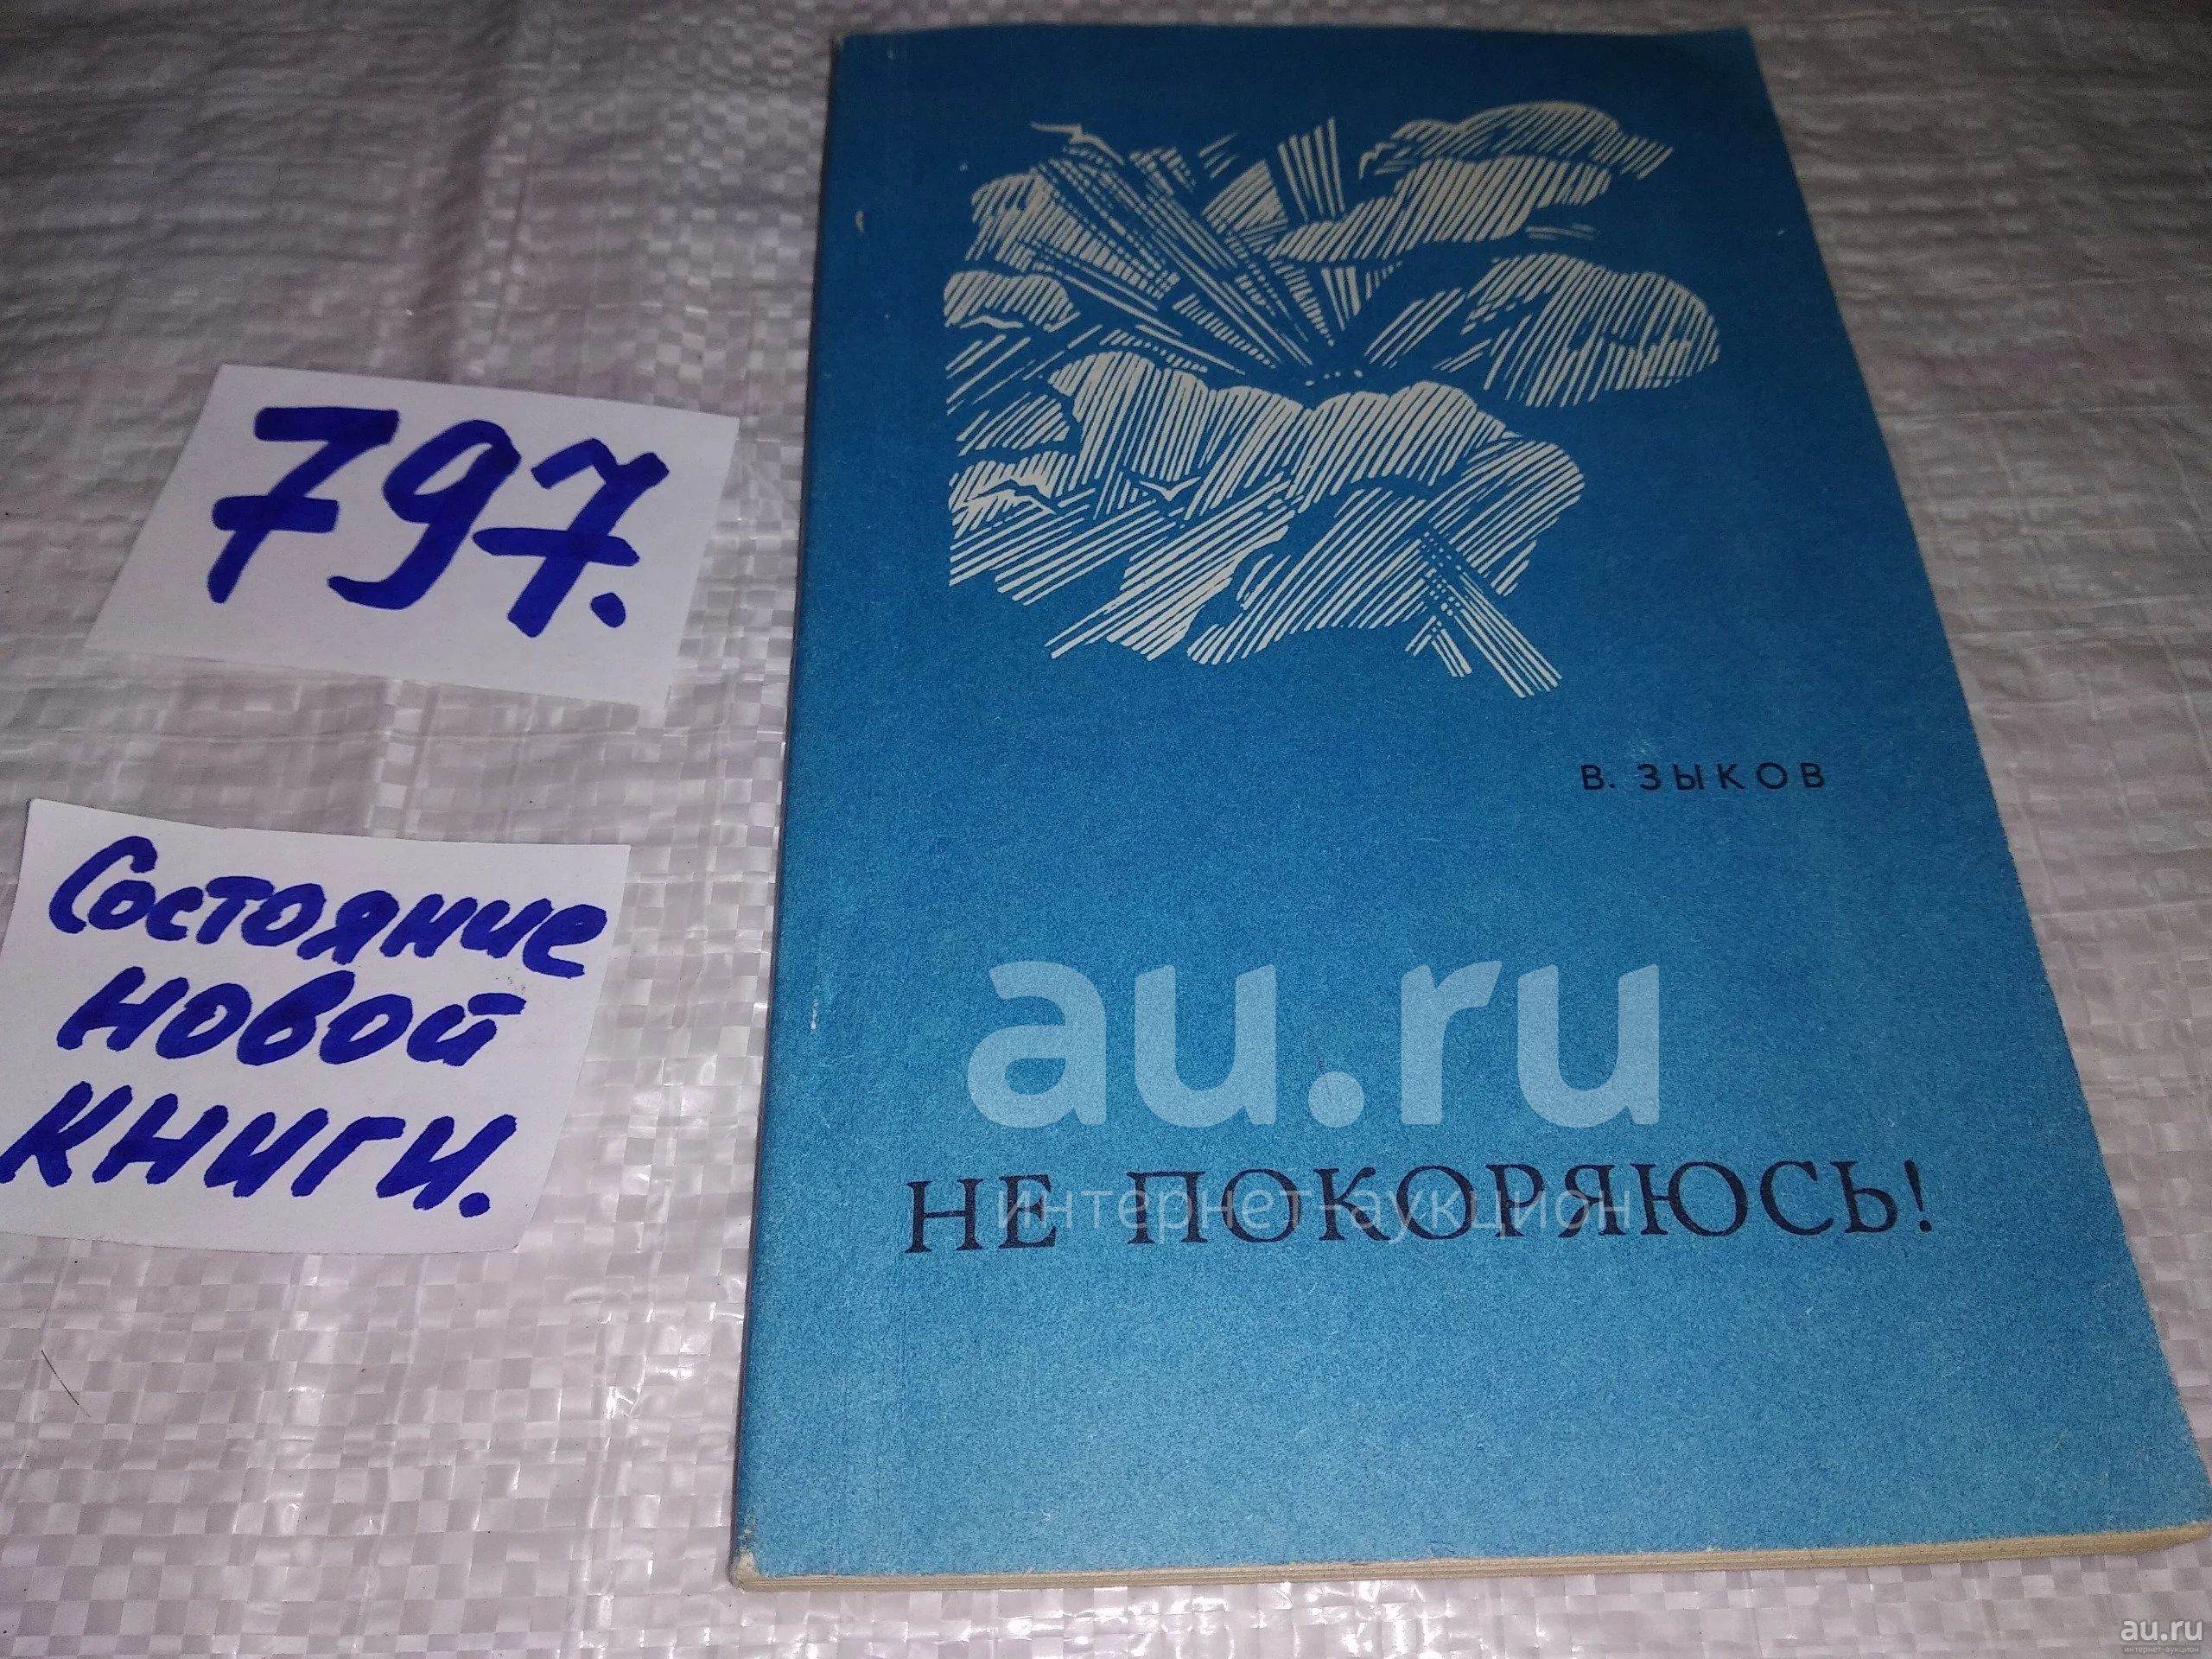 797.
Состояние
новой
книги.
В. ЗЫКОВ
au.ru
интернет-аукцион
НЕ ПОКОРЯЮСЬ!
au.ru
интернет-аукцион